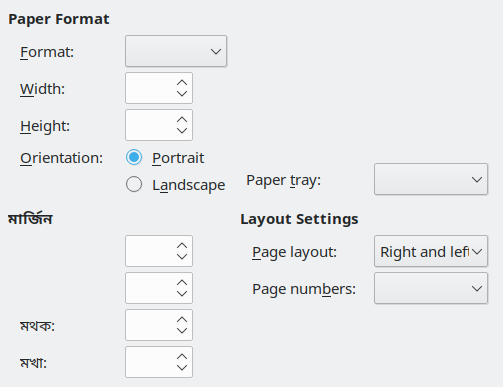 Paper Format
Format:
Width:
Height:
Orientation:
Portrait
Landscape
Paper tray:
মার্জিন
Layout Settings
Page layout:
Right and left
Page numbers:
মথক:
মখা: